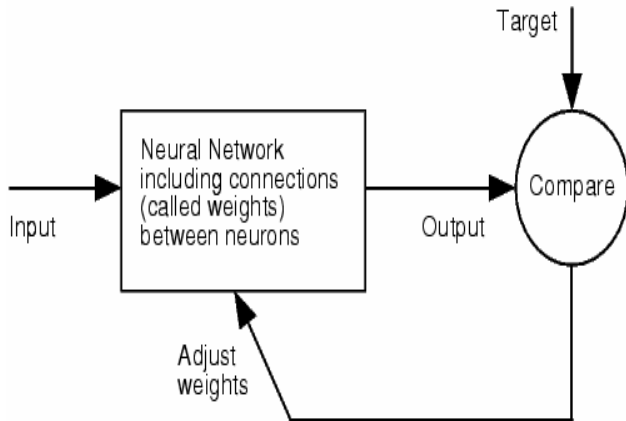 Target
Neural Network
including connections
(called weights)
between neurons
Compare
Input
Output
Adjust
weights